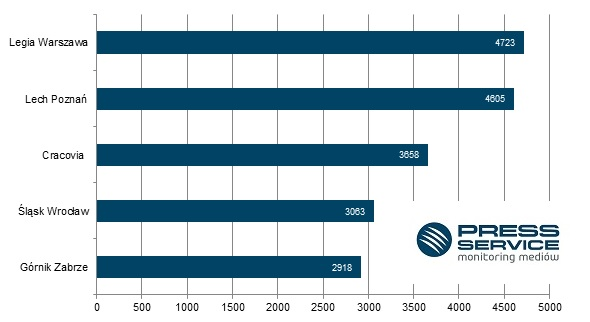 Legia Warszawa 4723
Lech Poznań 4605
Cracovia 3658
Śląsk Wrocław 3063
Górnik Zabrze 2918
PRESS
SERVICE
monitoring mediów
0 500 1000 1500 2000 2500 3000 3500 4000 4500 5000